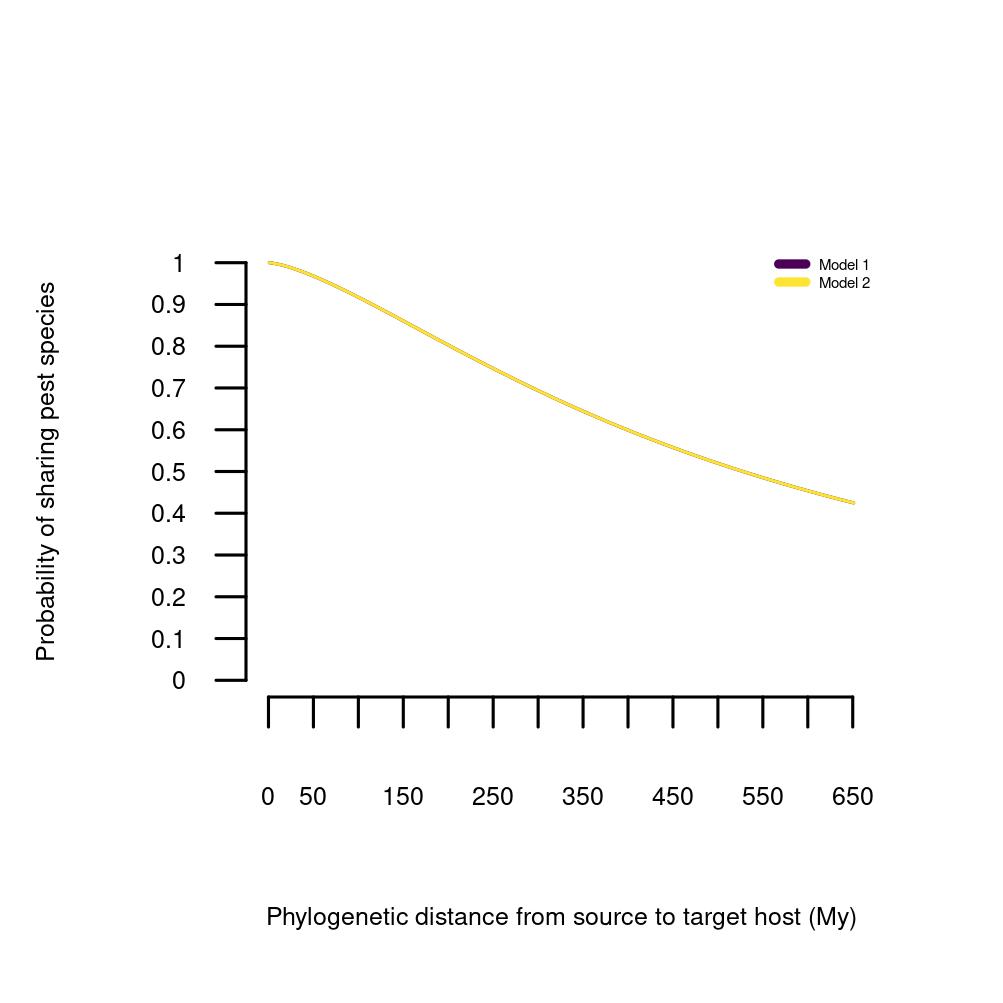 Model 1
Model 2
Probability of sharing pest species
1
0.9
0.8
0.7
0.6
0.5
0.4
0.3
0.2
0.1
0
0 50 150 250 350 450 550 650
Phylogenetic distance from source to target host (My)